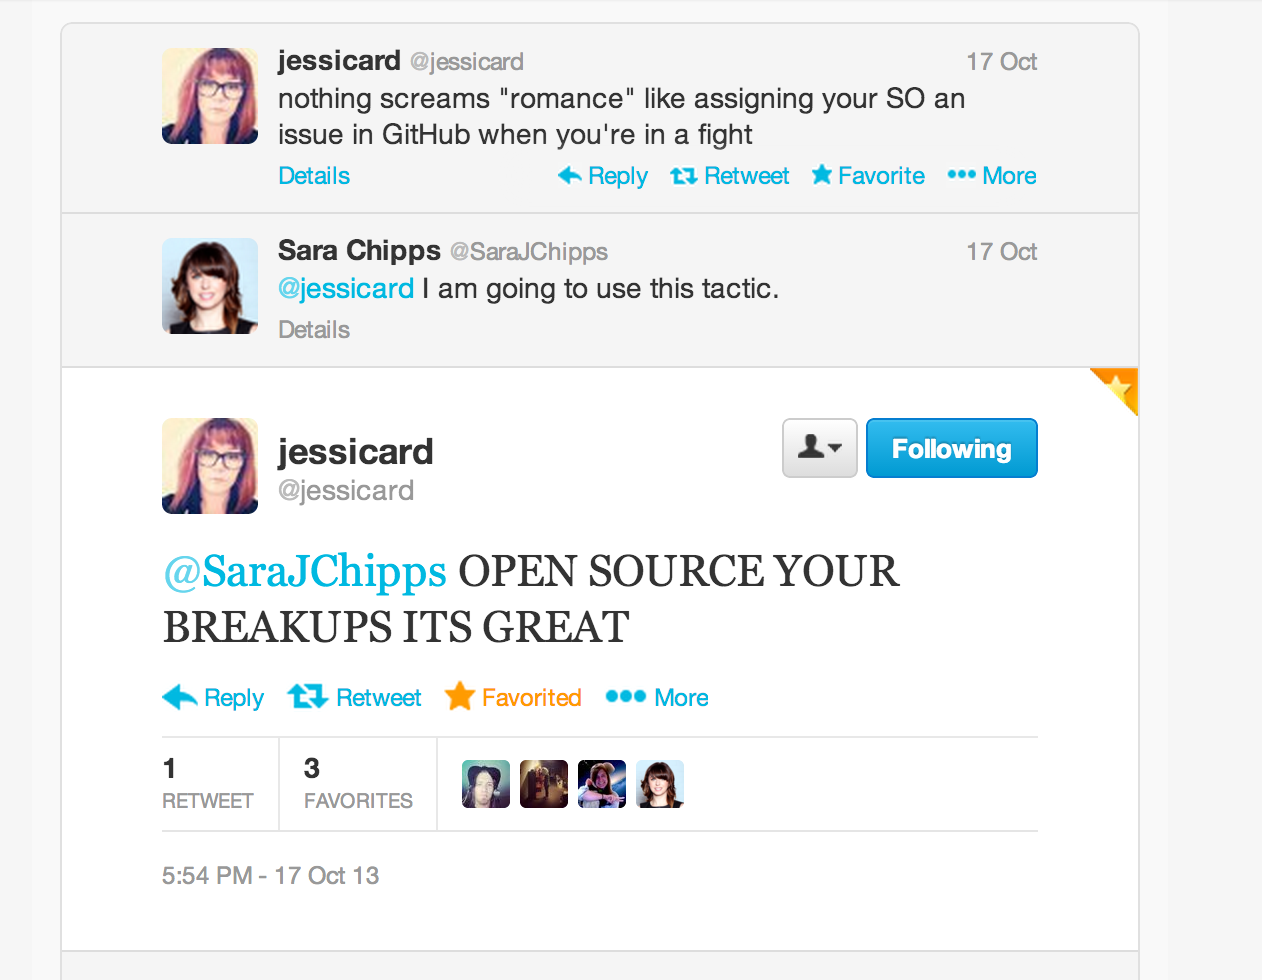 jessicard @jessicard 17 Oct
nothing screams "romance" like assigning your SO an
issue in GitHub when you're in a fight
Details Reply Retweet Favorite More
Sara Chipps @SaraJChipps 17 Oct
@jessicard I am going to use this tactic.
Details
jessicard
@jessicard
Following
@SaraJChipps OPEN SOURCE YOUR
BREAKUPS ITS GREAT
Reply Retweet Favorited More
1 3
RETWEET FAVORITES
5:54 PM - 17 Oct 13